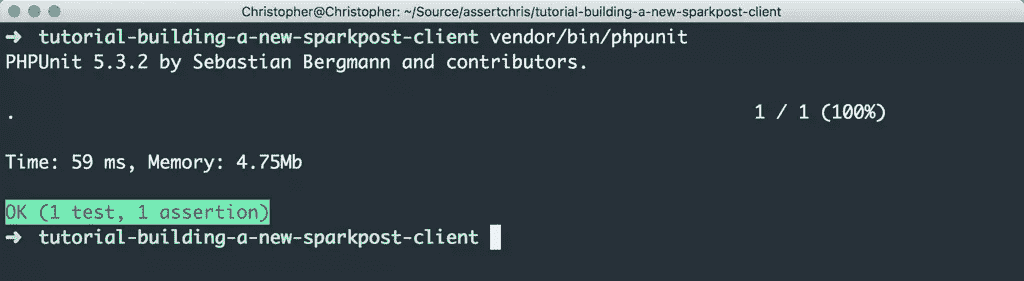 Christopher@Christopher: ~/Source/assertchris/tutorial-building-a-new-sparkpost-client
➜ tutorial-building-a-new-sparkpost-client vendor/bin/phpunit
PHPUnit 5.3.2 by Sebastian Bergmann and contributors.
. 1 / 1 (100%)
Time: 59 ms, Memory: 4.75Mb
OK (1 test, 1 assertion)
➜ tutorial-building-a-new-sparkpost-client